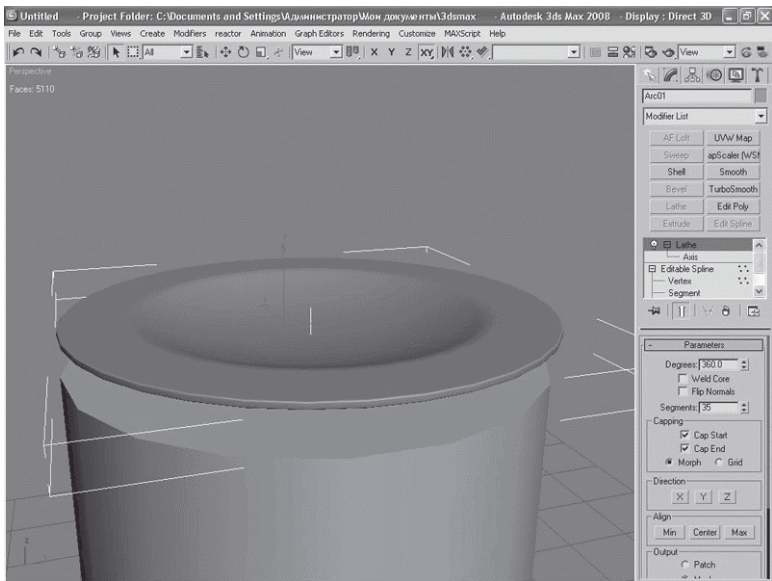 Untitled - Project Folder: C:\Documents and Settings\Администратор\Мои документы\3dsmax - Autodesk 3ds Max 2008 - Display : Direct 3D
File Edit Tools Group Views Create Modifiers reactor Animation Graph Editors Rendering Customize MAXScript Help
All View X Y Z XY View
Perspective
Faces: 5110
Arc01
Modifier List
AF Loft UVW Map
Sweep apScaler (WSM
Shell Smooth
Bevel TurboSmooth
Lathe Edit Poly
Extrude Edit Spline
Lathe
Axis
Editable Spline
Vertex
Segment
- Parameters
Degrees: 360.0
Weld Core
Flip Normals
Segments: 35
Capping
Cap Start
Cap End
Morph Grid
Direction
X Y Z
Align
Min Center Max
Output
Patch
z